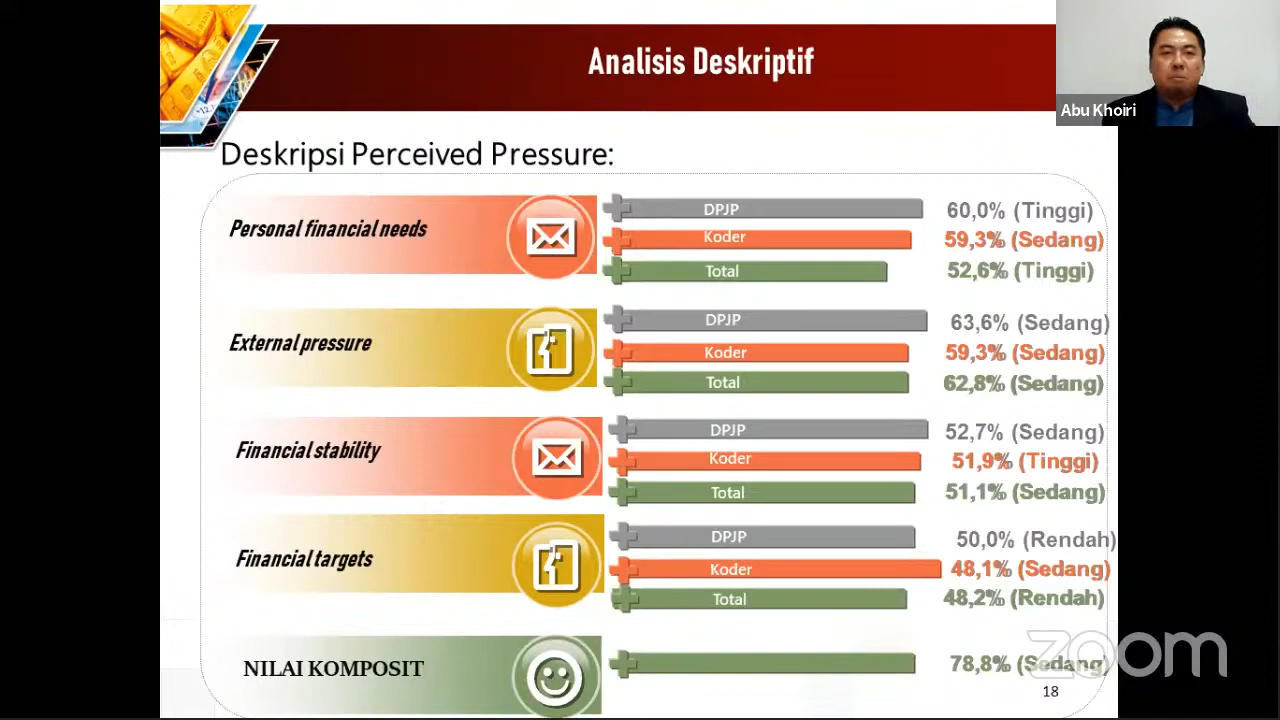 Analisis Deskriptif
Abu Khoiri
Deskripsi Perceived Pressure:
Personal financial needs
DPJP
60,0% (Tinggi)
Koder
59,3% (Sedang)
Total
52,6% (Tinggi)
External pressure
DPJP
63,6% (Sedang)
Koder
59,3% (Sedang)
Total
62,8% (Sedang)
Financial stability
DPJP
52,7% (Sedang)
Koder
51,9% (Tinggi)
Total
51,1% (Sedang)
Financial targets
DPJP
50,0% (Rendah)
Koder
48,1% (Sedang)
Total
48,2% (Rendah)
NILAI KOMPOSIT
78,8% (Sedang)
zoom
18